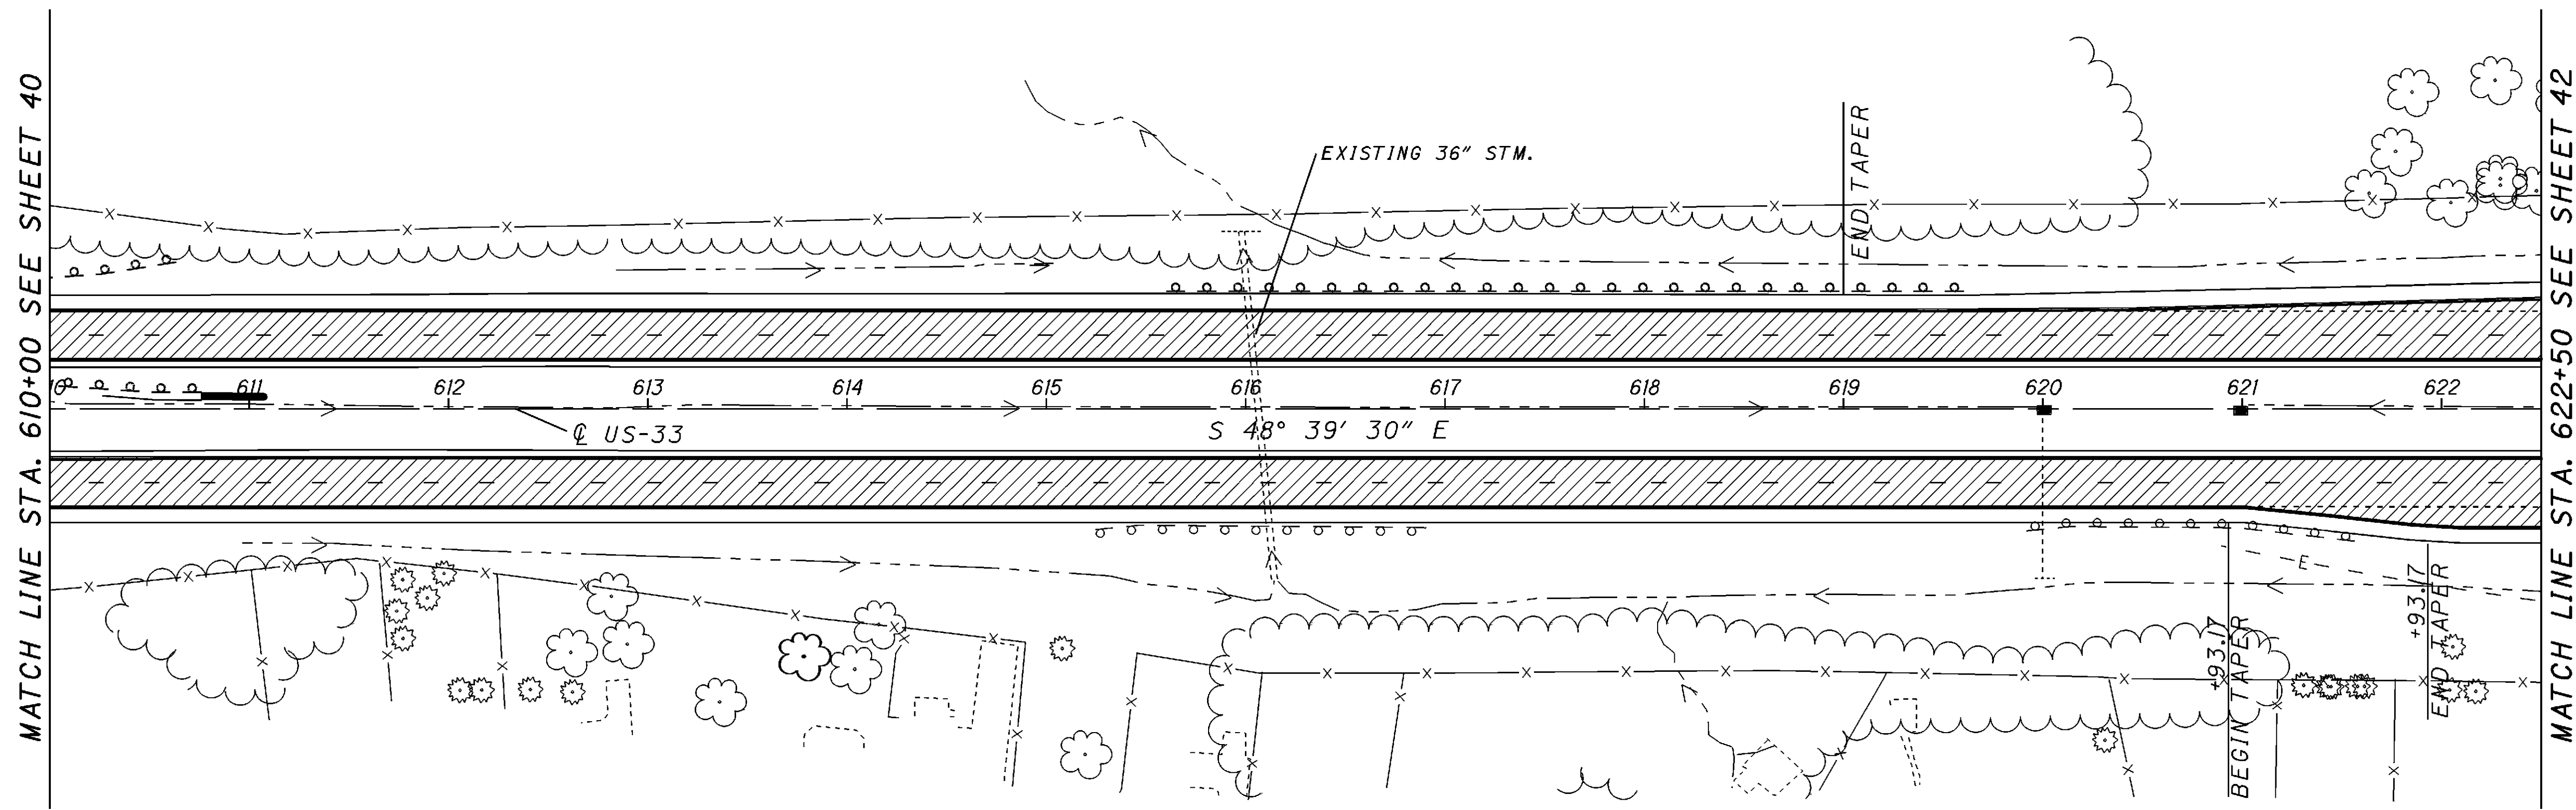 MATCH LINE STA. 610+00 SEE SHEET 40
EXISTING 36" STM.
END TAPER
611 612 613 614 615 616 617 618 619 620 621 622
℄ US-33
S 48° 39' 30" E
E
+93.17
BEGIN TAPER
+93.17
END TAPER
MATCH LINE STA. 622+50 SEE SHEET 42